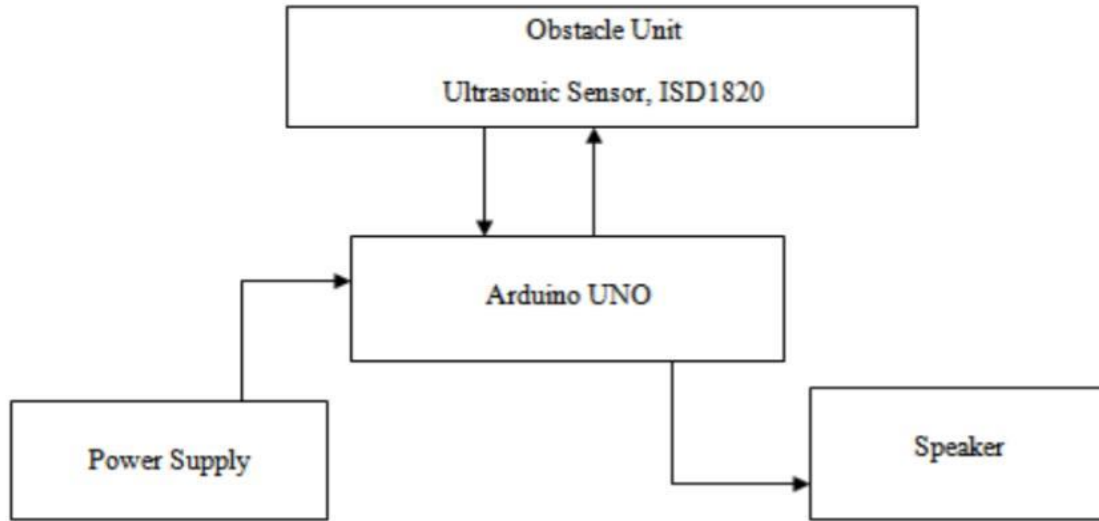 Obstacle Unit
Ultrasonic Sensor, ISD1820
Arduino UNO
Power Supply
Speaker